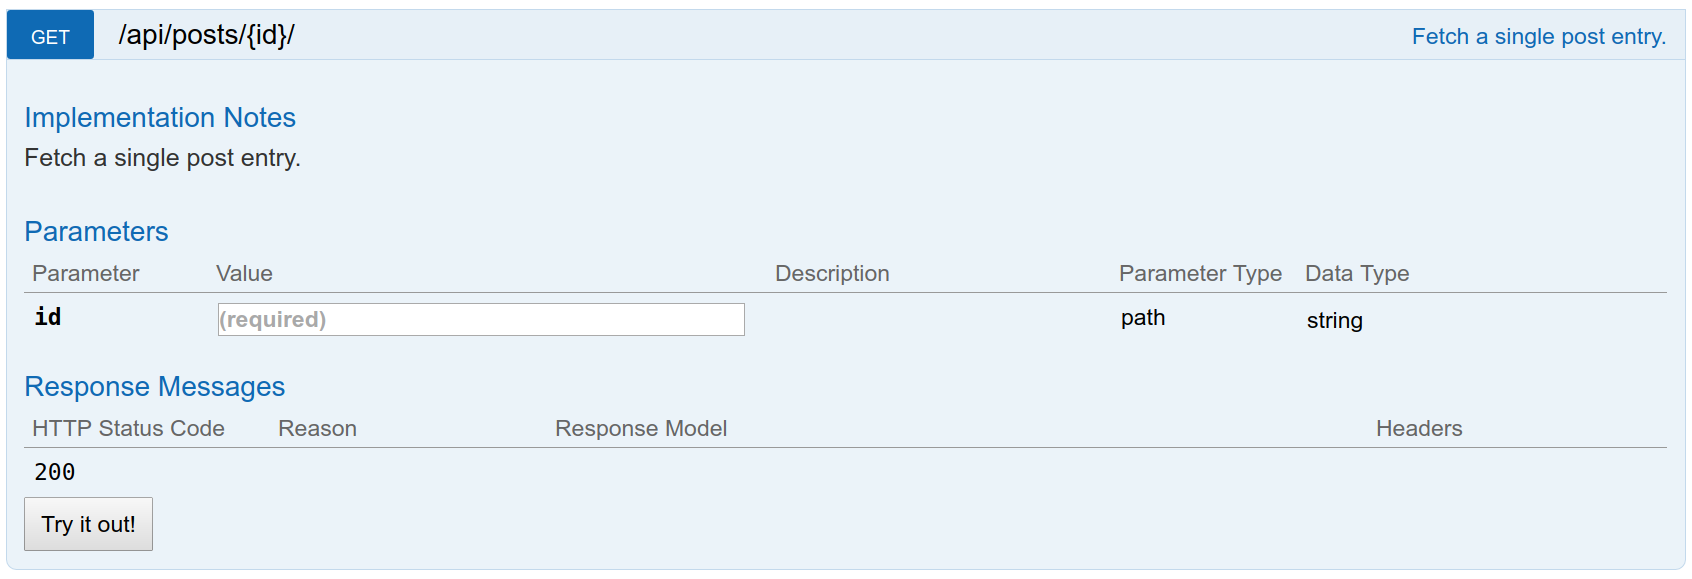 GET /api/posts/{id}/ Fetch a single post entry.
Implementation Notes
Fetch a single post entry.
Parameters
Parameter Value Description Parameter Type Data Type
id (required) path string
Response Messages
HTTP Status Code Reason Response Model Headers
200
Try it out!